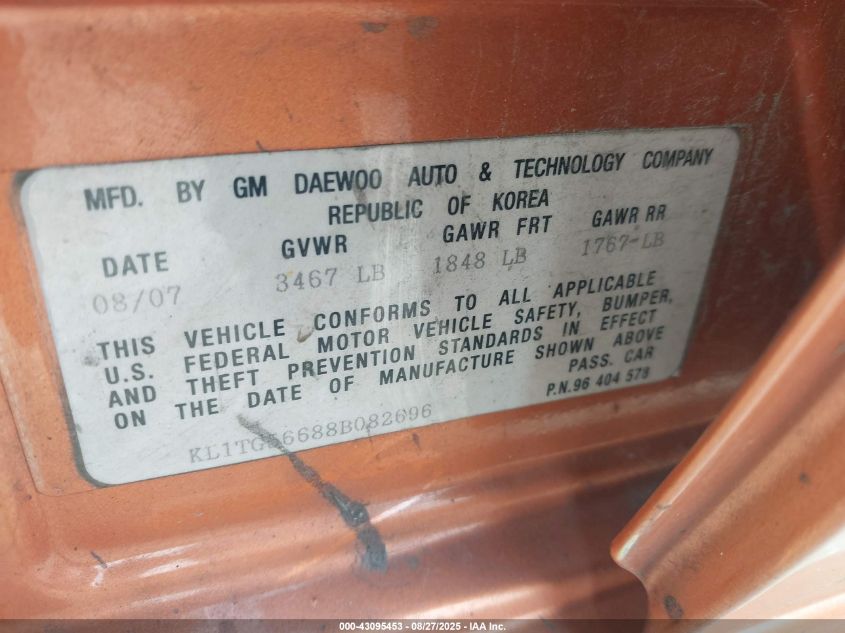 MFD. BY GM DAEWOO AUTO & TECHNOLOGY COMPANY
REPUBLIC OF KOREA
DATE GVWR GAWR FRT GAWR RR
08/07 3467 LB 1848 LB 1767-LB
THIS VEHICLE CONFORMS TO ALL APPLICABLE
U.S. FEDERAL MOTOR VEHICLE SAFETY, BUMPER,
AND THEFT PREVENTION STANDARDS IN EFFECT
ON THE DATE OF MANUFACTURE SHOWN ABOVE
PASS. CAR
P.N.96 404 578
KL1TG56688B082696
000-43095453 - 08/27/2025 - IAA Inc.